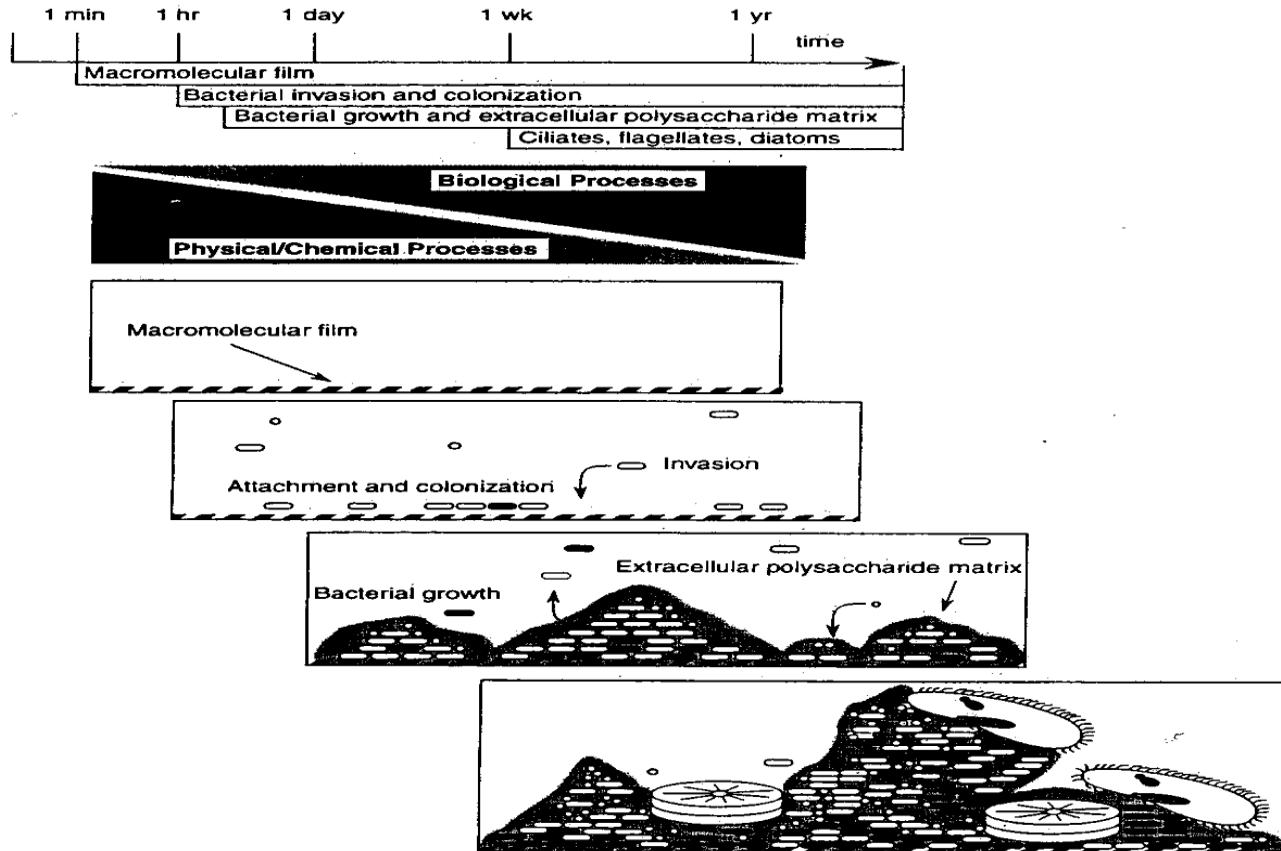 1 min 1 hr 1 day 1 wk 1 yr
time
Macromolecular film
Bacterial invasion and colonization
Bacterial growth and extracellular polysaccharide matrix
Ciliates, flagellates, diatoms
Biological Processes
Physical/Chemical Processes
Macromolecular film
Invasion
Attachment and colonization
Extracellular polysaccharide matrix
Bacterial growth